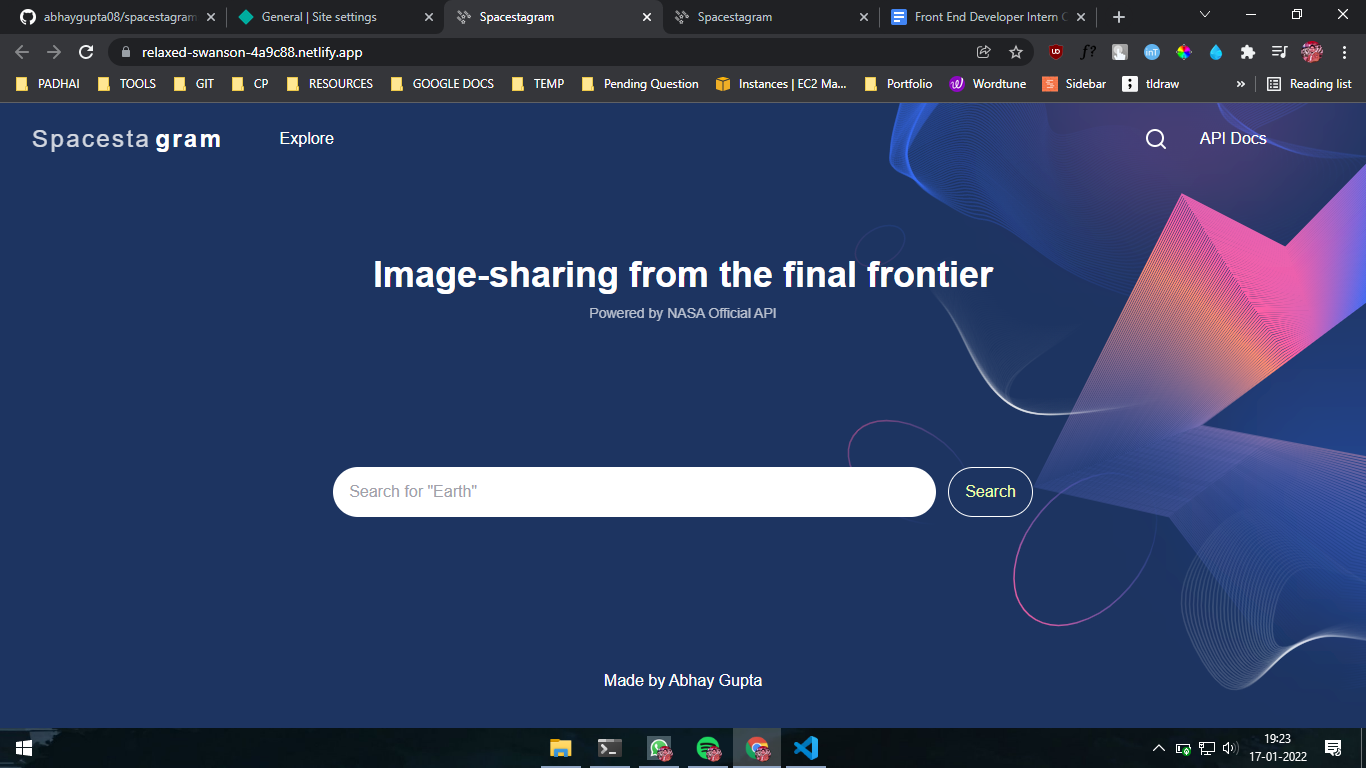 abhaygupta08/spacestagram
General | Site settings
Spacestagram
Spacestagram
Front End Developer Intern C
relaxed-swanson-4a9c88.netlify.app
PADHAI
TOOLS
GIT
CP
RESOURCES
GOOGLE DOCS
TEMP
Pending Question
Instances | EC2 Ma...
Portfolio
Wordtune
Sidebar
tldraw
»
Reading list
Spacestagram
Explore
API Docs
Image-sharing from the final frontier
Powered by NASA Official API
Search for "Earth"
Search
Made by Abhay Gupta
19:23
17-01-2022